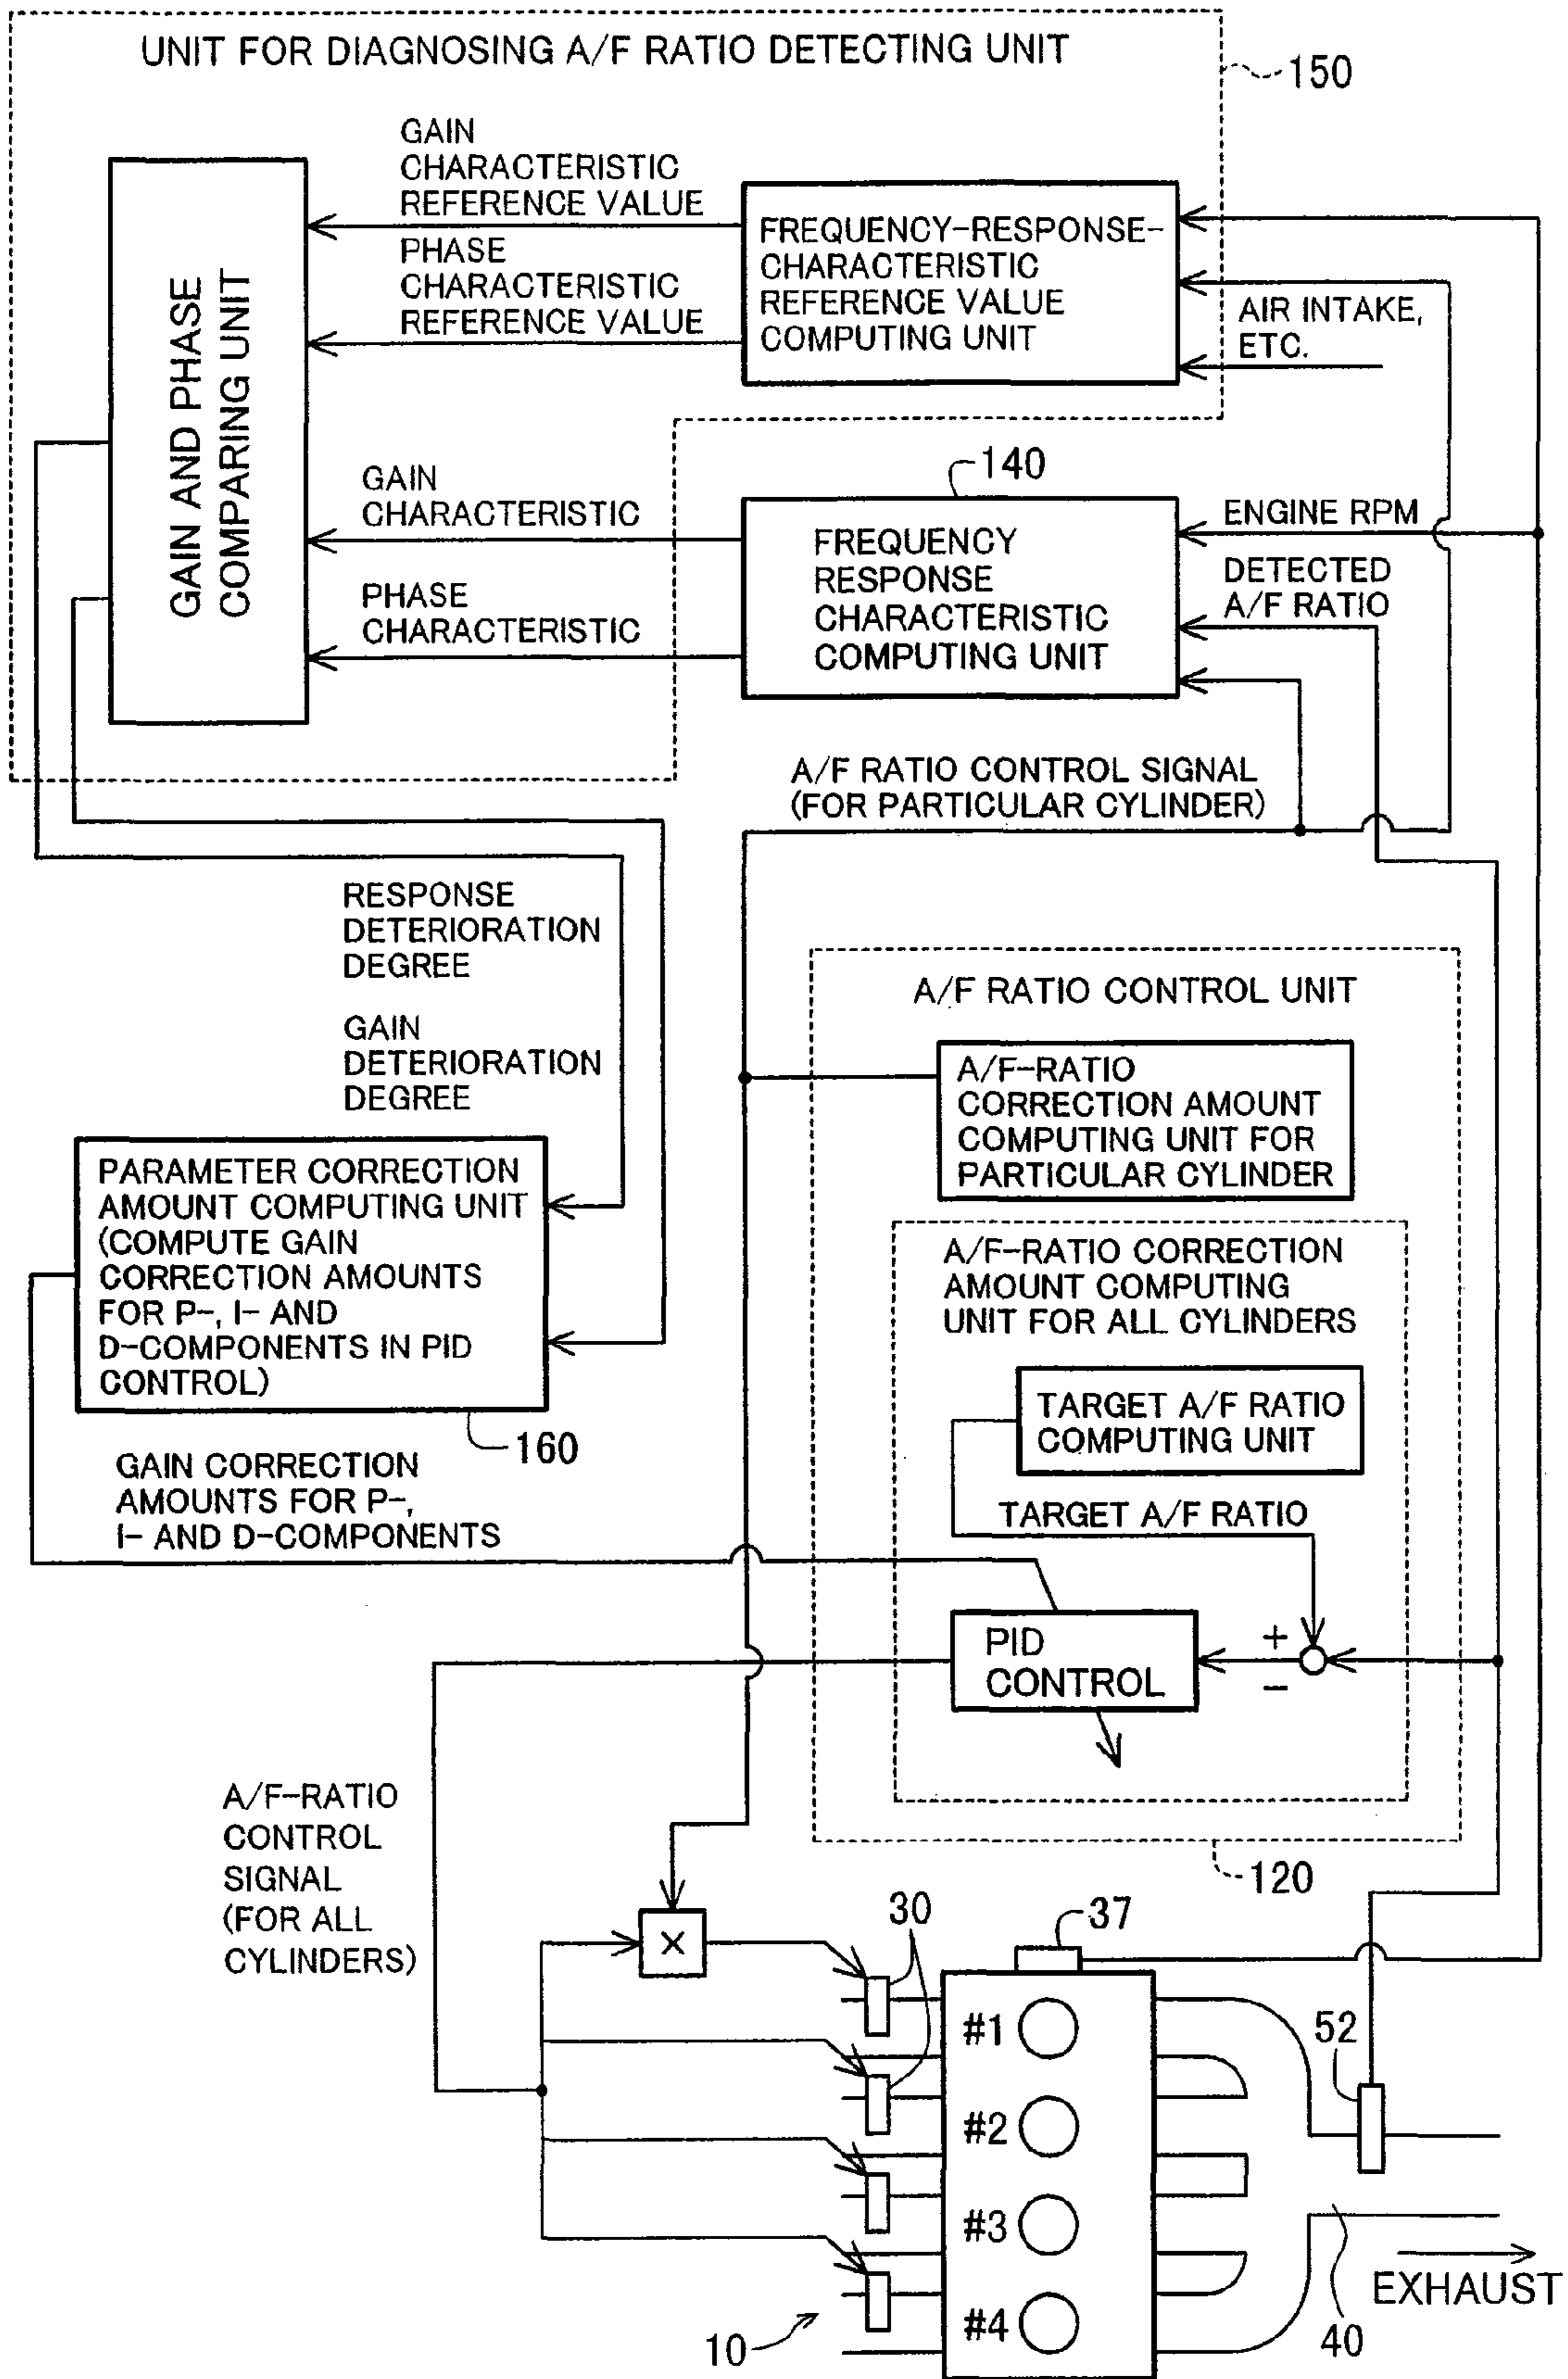 UNIT FOR DIAGNOSING A/F RATIO DETECTING UNIT
150
GAIN
CHARACTERISTIC
REFERENCE VALUE
PHASE
CHARACTERISTIC
REFERENCE VALUE
GAIN AND PHASE
COMPARING UNIT
FREQUENCY-RESPONSE-
CHARACTERISTIC
REFERENCE VALUE
COMPUTING UNIT
AIR INTAKE,
ETC.
GAIN
CHARACTERISTIC
PHASE
CHARACTERISTIC
140
FREQUENCY
RESPONSE
CHARACTERISTIC
COMPUTING UNIT
ENGINE RPM
DETECTED
A/F RATIO
A/F RATIO CONTROL SIGNAL
(FOR PARTICULAR CYLINDER)
RESPONSE
DETERIORATION
DEGREE
GAIN
DETERIORATION
DEGREE
A/F RATIO CONTROL UNIT
A/F-RATIO
CORRECTION AMOUNT
COMPUTING UNIT FOR
PARTICULAR CYLINDER
PARAMETER CORRECTION
AMOUNT COMPUTING UNIT
(COMPUTE GAIN
CORRECTION AMOUNTS
FOR P-, I- AND
D-COMPONENTS IN PID
CONTROL)
160
A/F-RATIO CORRECTION
AMOUNT COMPUTING
UNIT FOR ALL CYLINDERS
TARGET A/F RATIO
COMPUTING UNIT
TARGET A/F RATIO
GAIN CORRECTION
AMOUNTS FOR P-,
I- AND D-COMPONENTS
PID
CONTROL
+
−
120
A/F-RATIO
CONTROL
SIGNAL
(FOR ALL
CYLINDERS)
×
30
37
52
#1
#2
#3
#4
10
40
EXHAUST